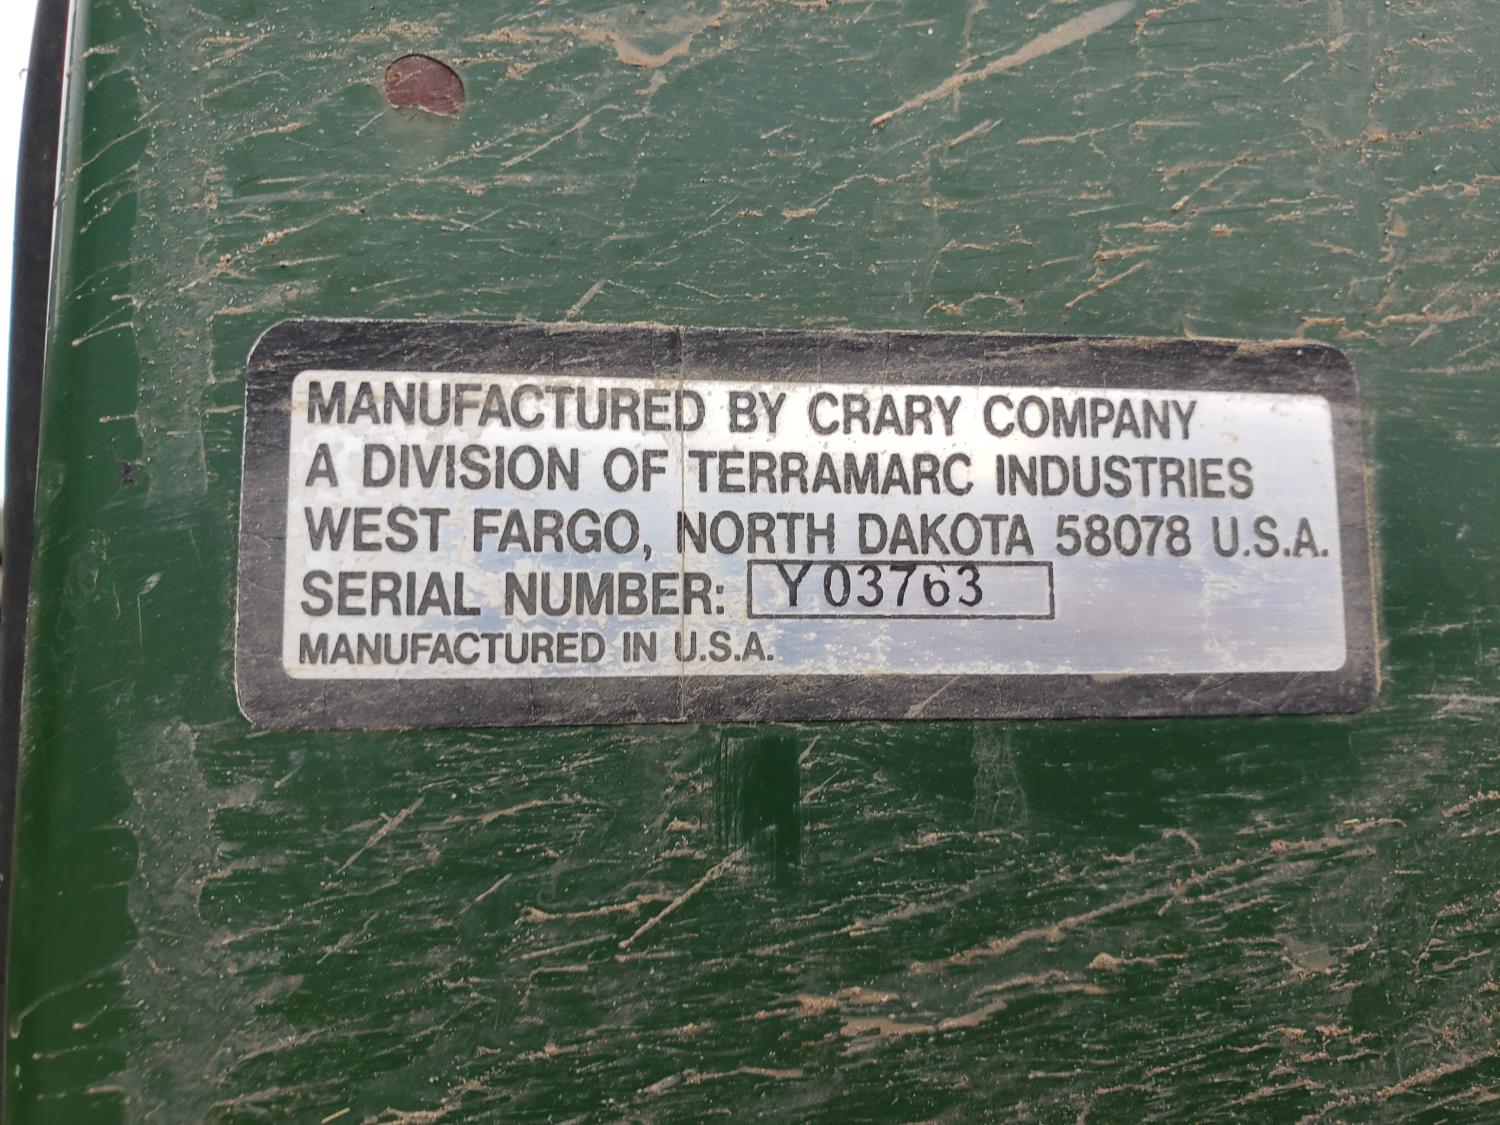 MANUFACTURED BY CRARY COMPANY
A DIVISION OF TERRAMARC INDUSTRIES
WEST FARGO, NORTH DAKOTA 58078 U.S.A.
SERIAL NUMBER: Y03763
MANUFACTURED IN U.S.A.